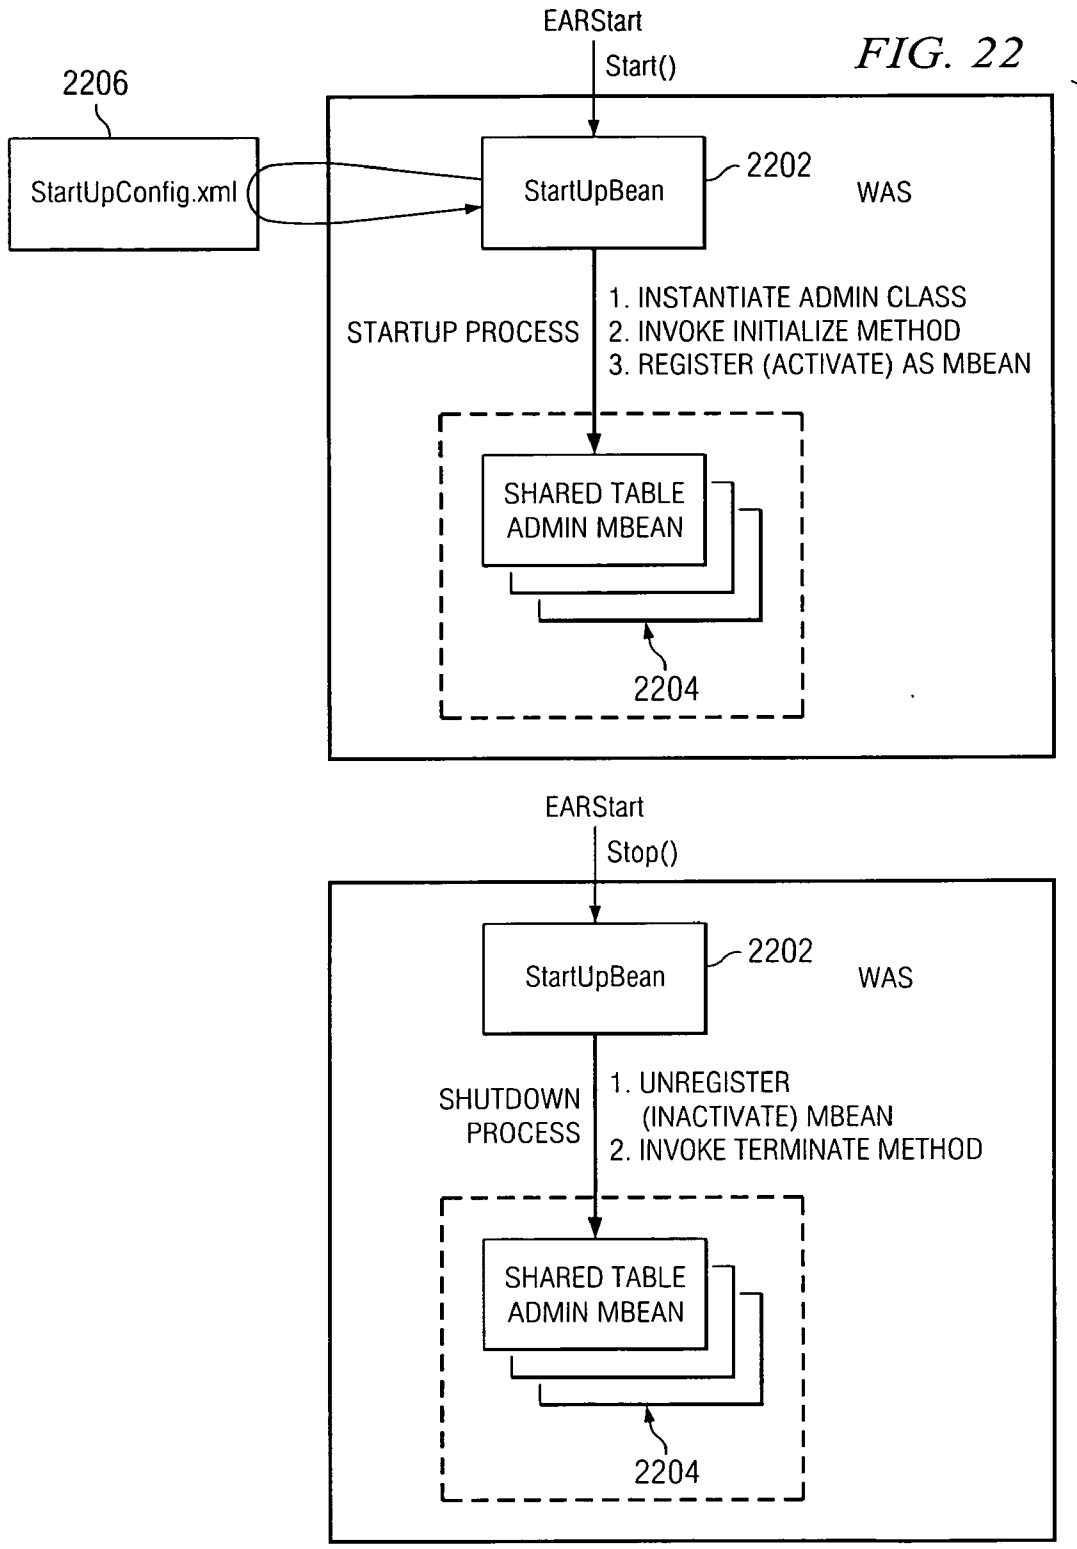 EARStart
Start()
FIG. 22
2206
StartUpConfig.xml
StartUpBean
2202
WAS
STARTUP PROCESS
1. INSTANTIATE ADMIN CLASS
2. INVOKE INITIALIZE METHOD
3. REGISTER (ACTIVATE) AS MBEAN
SHARED TABLE
ADMIN MBEAN
2204
EARStart
Stop()
StartUpBean
2202
WAS
SHUTDOWN
PROCESS
1. UNREGISTER
(INACTIVATE) MBEAN
2. INVOKE TERMINATE METHOD
SHARED TABLE
ADMIN MBEAN
2204